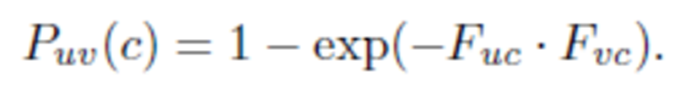 P_{uv}(c) = 1 − exp(−F_{uc} · F_{vc}).